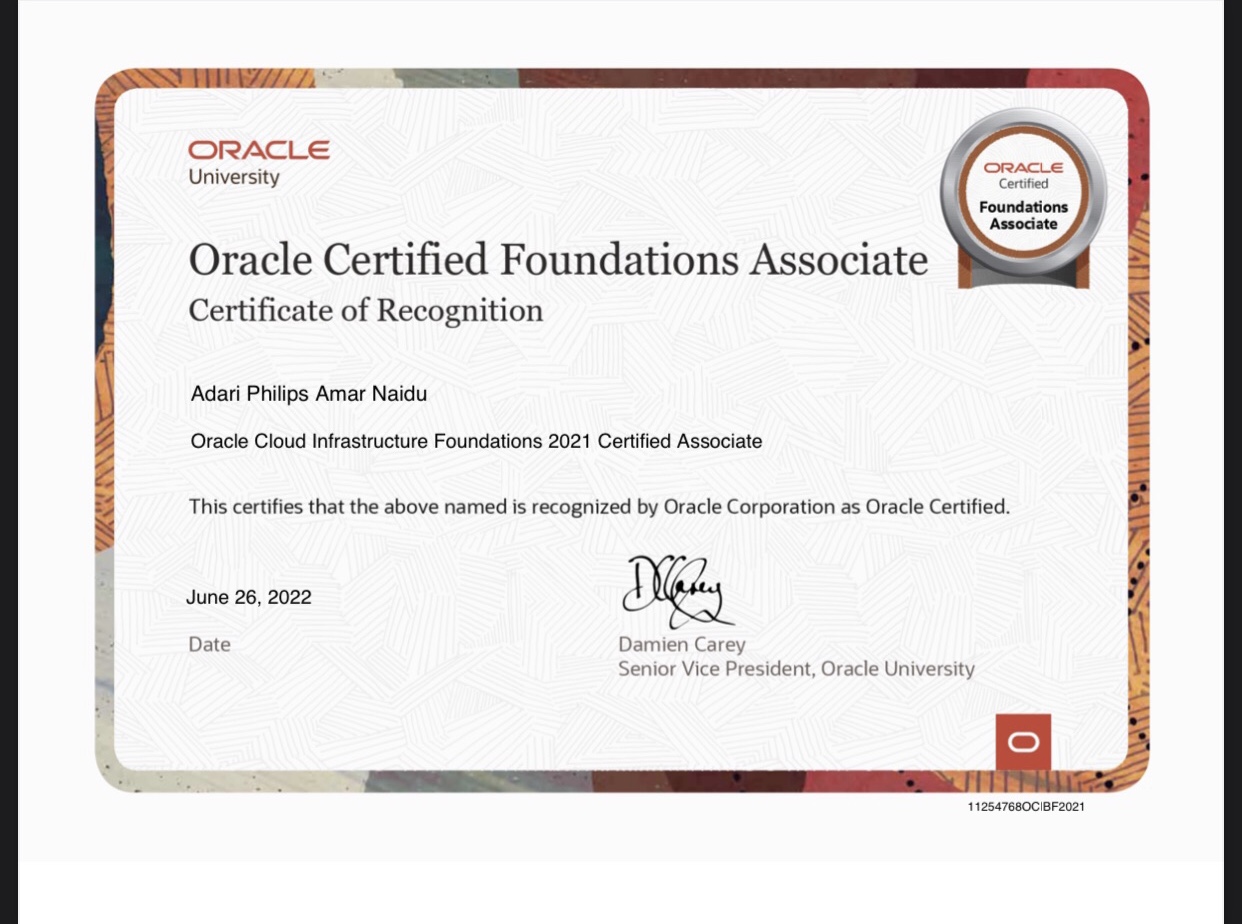 ORACLE
University
ORACLE
Certified
Foundations
Associate
Oracle Certified Foundations Associate
Certificate of Recognition
Adari Philips Amar Naidu
Oracle Cloud Infrastructure Foundations 2021 Certified Associate
This certifies that the above named is recognized by Oracle Corporation as Oracle Certified.
June 26, 2022
Date
DCarey
Damien Carey
Senior Vice President, Oracle University
11254768OCIBF2021